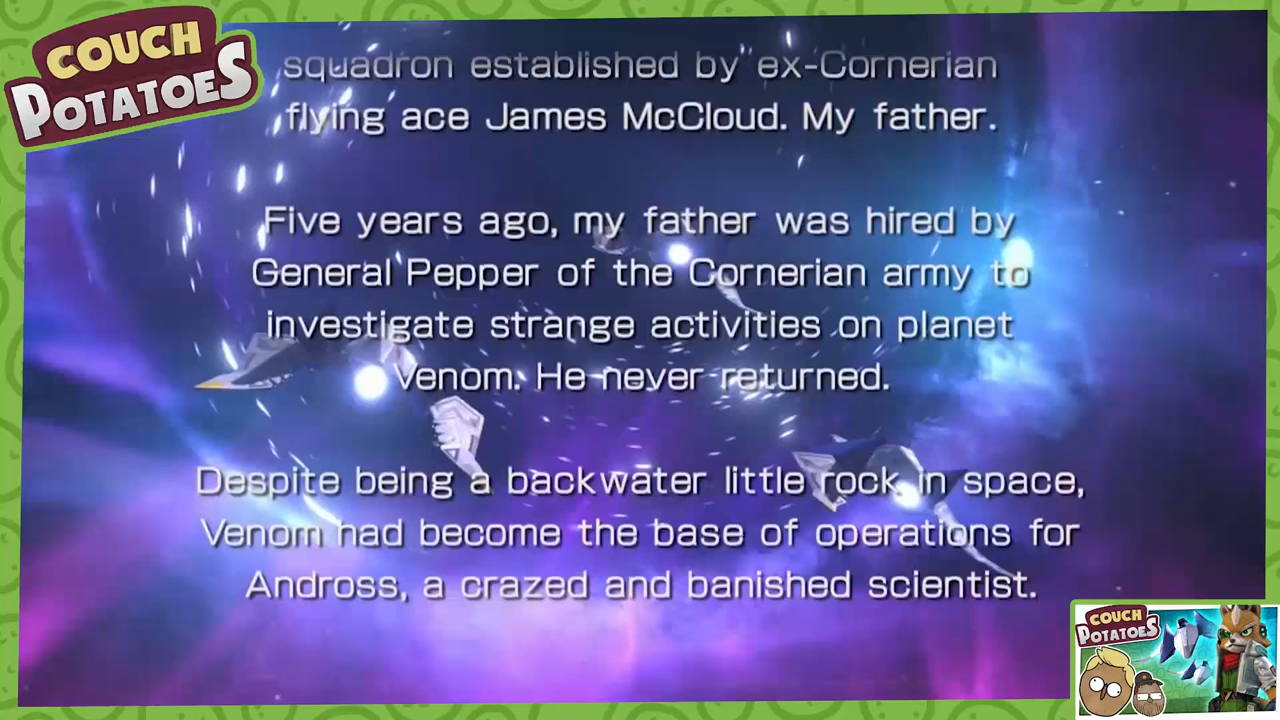 COUCH
POTATOES
squadron established by ex-Cornerian
flying ace James McCloud. My father.
Five years ago, my father was hired by
General Pepper of the Cornerian army to
investigate strange activities on planet
Venom. He never returned.
Despite being a backwater little rock in space,
Venom had become the base of operations for
Andross, a crazed and banished scientist.
COUCH
POTATOES